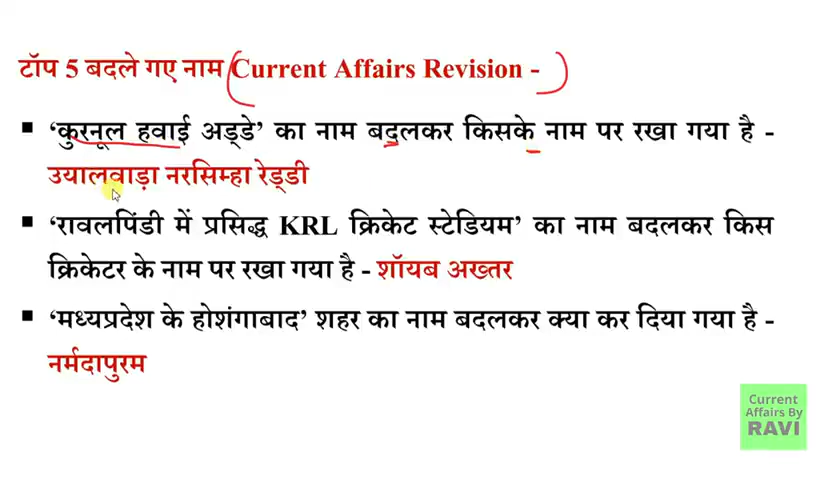 टॉप 5 बदले गए नाम (Current Affairs Revision - )
▪ ‘कुरनूल हवाई अड्डे’ का नाम बदलकर किसके नाम पर रखा गया है -
उयालवाड़ा नरसिम्हा रेड्डी
▪ ‘रावलपिंडी में प्रसिद्ध KRL क्रिकेट स्टेडियम’ का नाम बदलकर किस
क्रिकेटर के नाम पर रखा गया है - शॉयब अख्तर
▪ ‘मध्यप्रदेश के होशंगाबाद’ शहर का नाम बदलकर क्या कर दिया गया है -
नर्मदापुरम
Current
Affairs By
RAVI